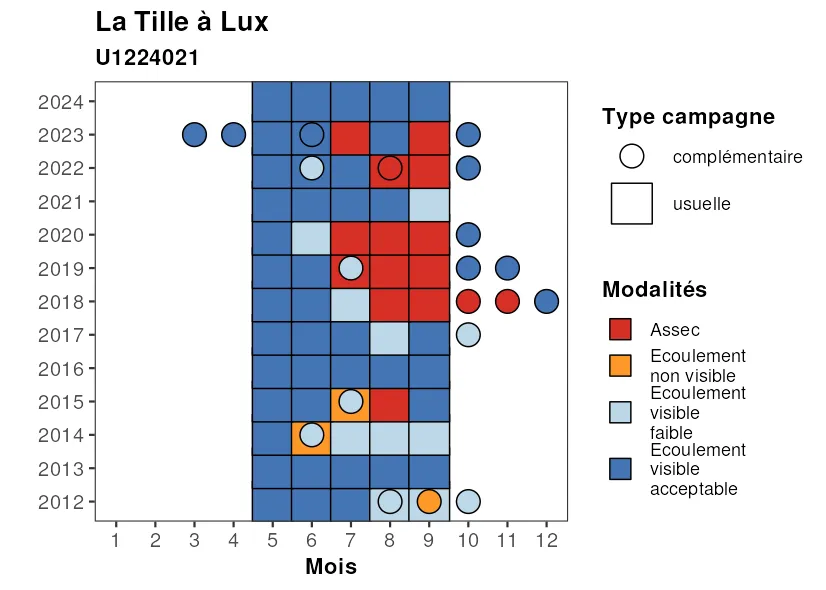 La Tille à Lux
U1224021
2024
2023
2022
2021
2020
2019
2018
2017
2016
2015
2014
2013
2012
1 2 3 4 5 6 7 8 9 10 11 12
Mois
Type campagne
complémentaire
usuelle
Modalités
Assec
Ecoulement
non visible
Ecoulement
visible
faible
Ecoulement
visible
acceptable